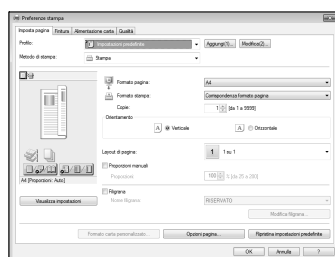 Preferenze stampa
Imposta pagina Finitura Alimentazione carta Qualità
Profilo: Impostazioni predefinite Aggiungi(1)... Modifica(2)...
Metodo di stampa: Stampa
Formato pagina: A4
Formato stampa: Corrispondenza formato pagina
Copie: 1 [da 1 a 9999]
Orientamento
A Verticale A Orizzontale
Layout di pagina: 1 1 su 1
Proporzioni manuali
Proporzioni: 100 % [da 25 a 200]
A4 [Proporzioni: Auto]
Filigrana
Visualizza impostazioni Nome filigrana: RISERVATO
Modifica filigrana...
Formato carta personalizzato... Opzioni pagina... Ripristina impostazioni predefinite
OK Annulla ?